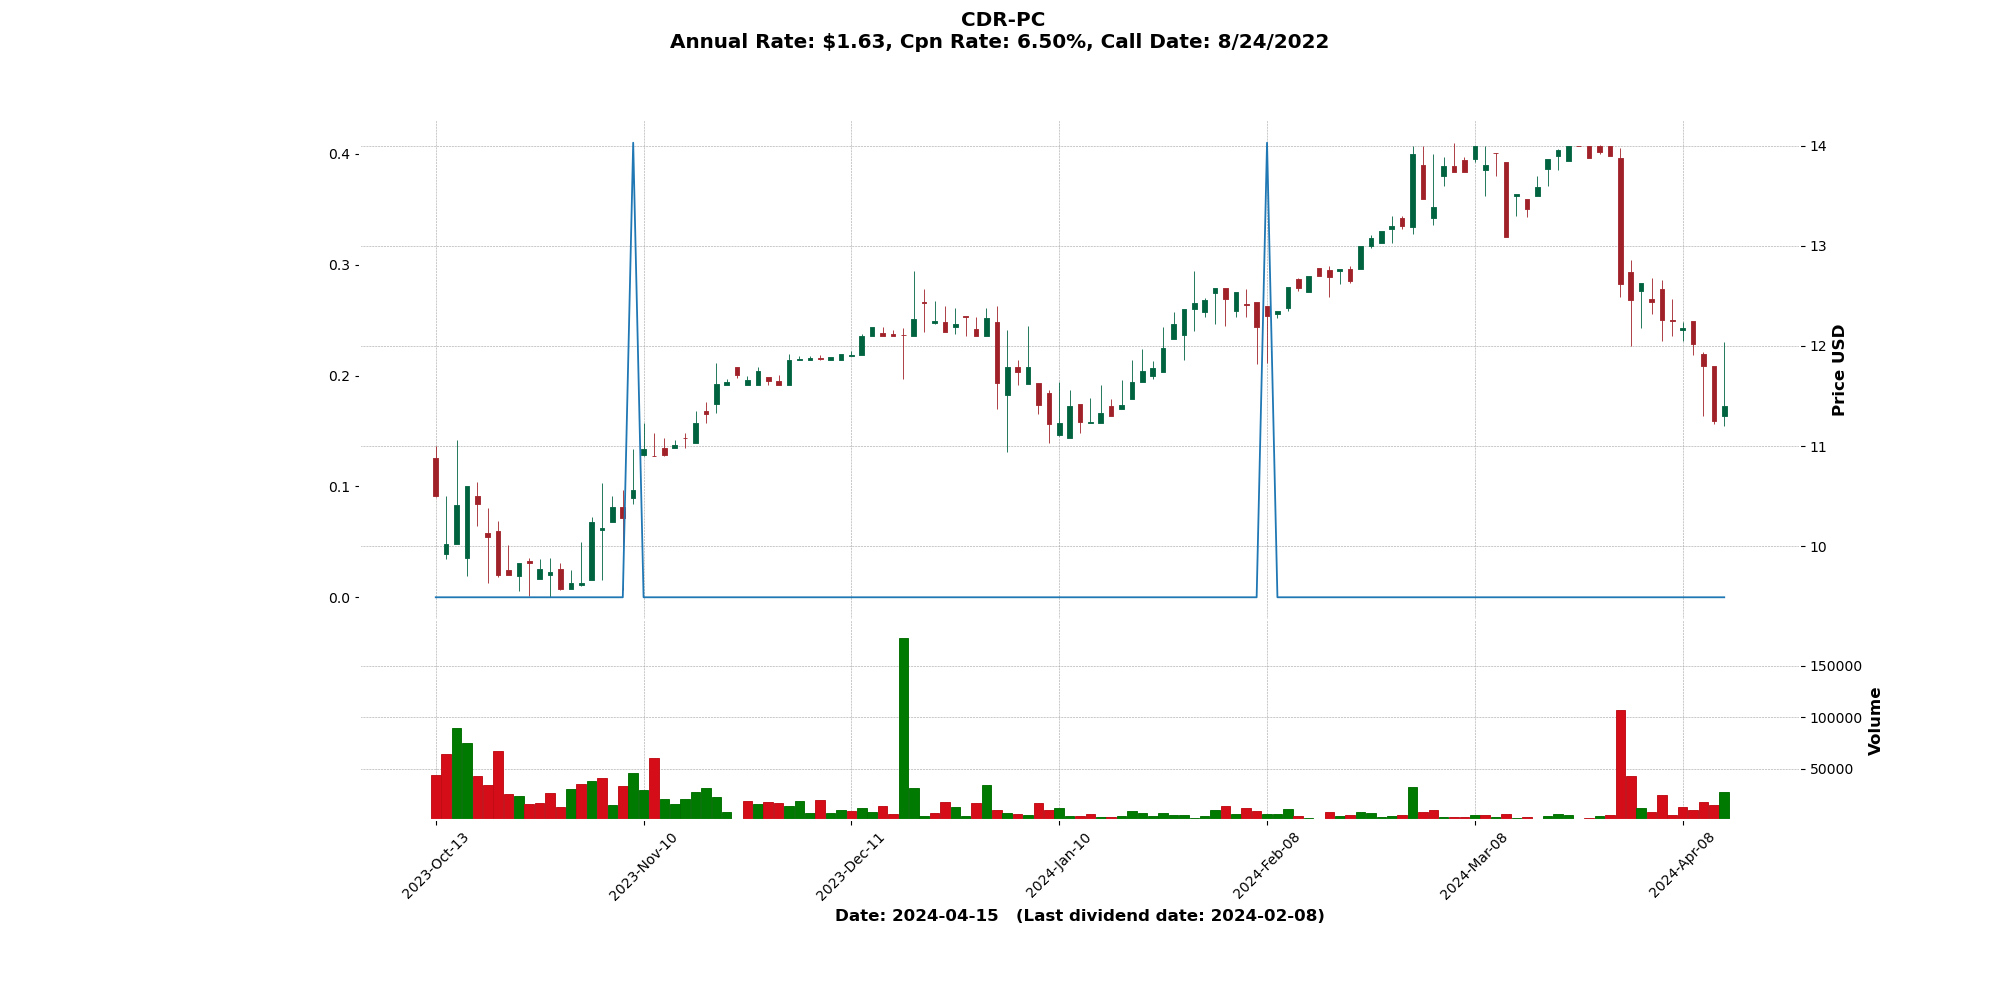 CDR-PC
Annual Rate: $1.63, Cpn Rate: 6.50%, Call Date: 8/24/2022
0.4
0.3
0.2
0.1
0.0
14
13
12
11
10
Price USD
150000
100000
50000
Volume
2023-Oct-13
2023-Nov-10
2023-Dec-11
2024-Jan-10
2024-Feb-08
2024-Mar-08
2024-Apr-08
Date: 2024-04-15   (Last dividend date: 2024-02-08)